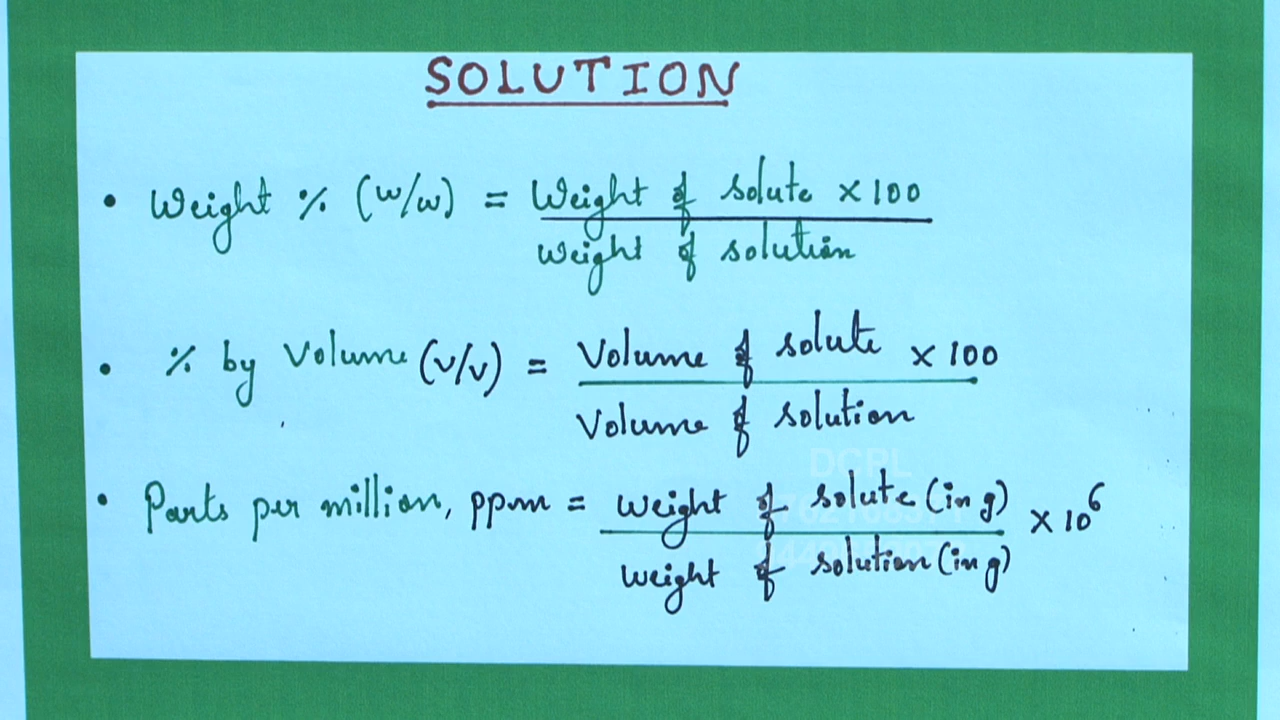 SOLUTION
• Weight % (w/w) = Weight of solute × 100
Weight of solution
• % by Volume (v/v) = Volume of solute × 100
Volume of solution
• Parts per million, ppm = weight of solute (in g) × 10⁶
weight of solution (in g)
DCPL